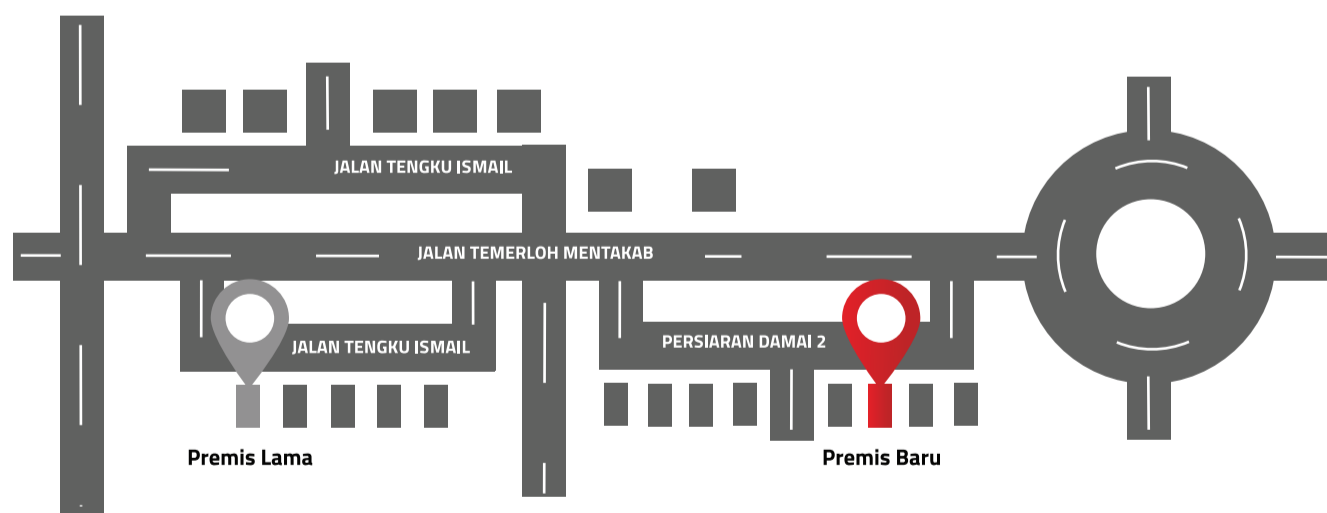 JALAN TENGKU ISMAIL
JALAN TEMERLOH MENTAKAB
JALAN TENGKU ISMAIL
PERSIARAN DAMAI 2
Premis Lama
Premis Baru